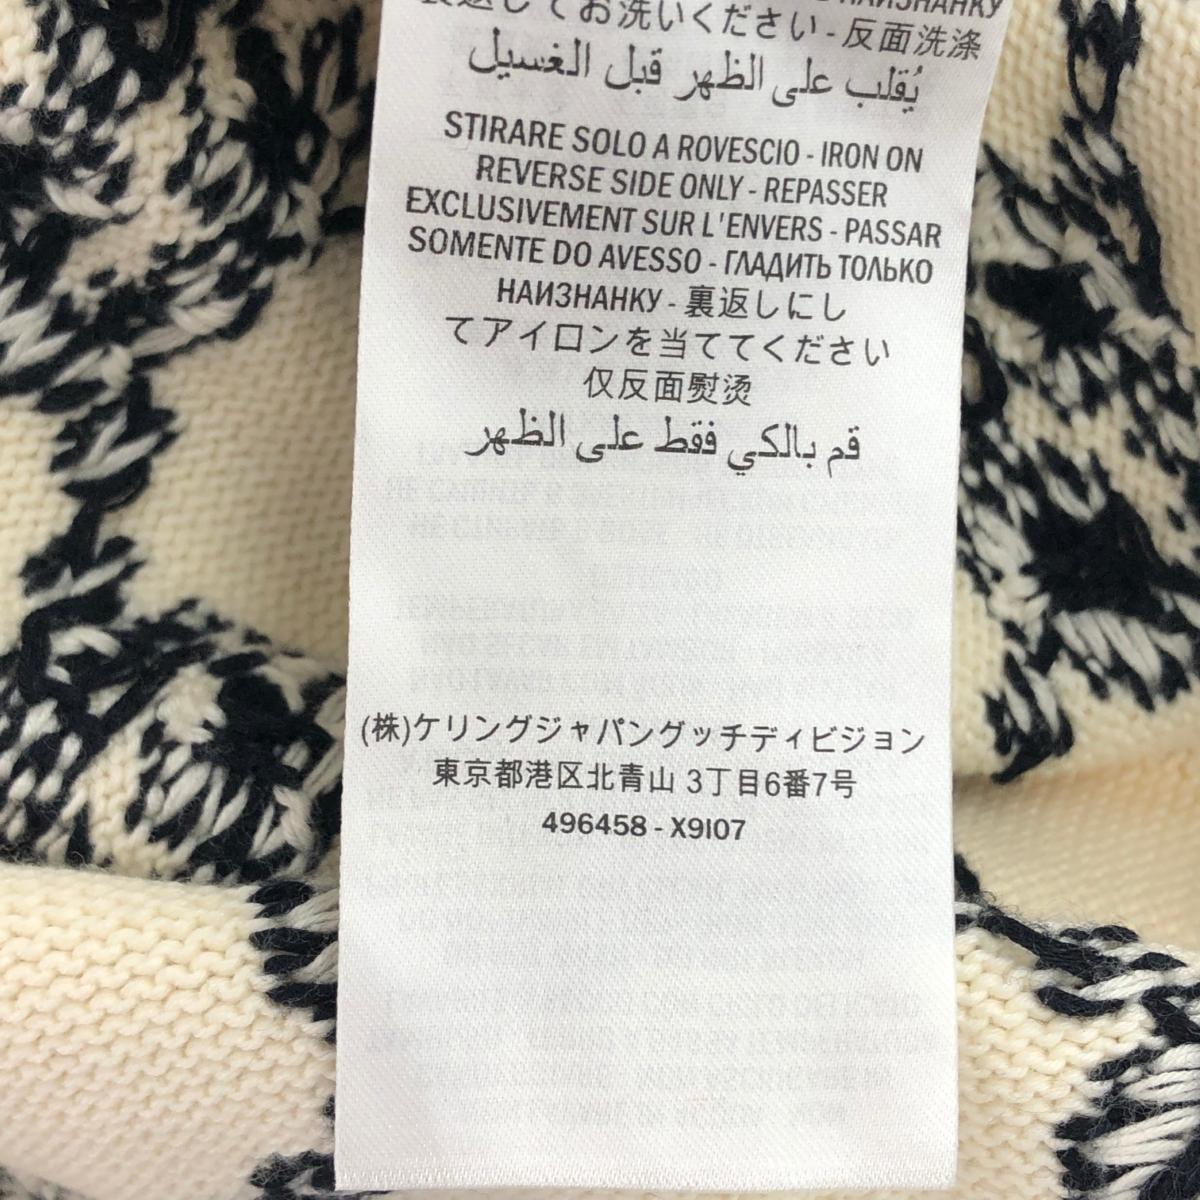 НАИЗНАНКУ
裏返してお洗いください - 反面洗涤
يُقلب على الظهر قبل الغسيل
STIRARE SOLO A ROVESCIO - IRON ON
REVERSE SIDE ONLY - REPASSER
EXCLUSIVEMENT SUR L'ENVERS - PASSAR
SOMENTE DO AVESSO - ГЛАДИТЬ ТОЛЬКО
НАИЗНАНКУ - 裏返しにし
てアイロンを当ててください
仅反面熨烫
قم بالكي فقط على الظهر
(株)ケリングジャパングッチディビジョン
東京都港区北青山 3丁目6番7号
496458 - X9I07